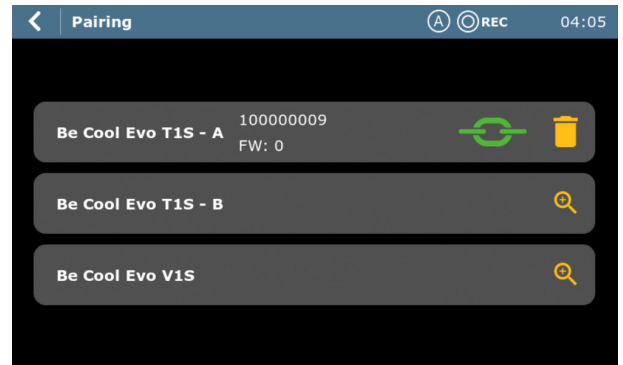 Pairing A REC 04:05
Be Cool Evo T1S - A 100000009
FW: 0
Be Cool Evo T1S - B
Be Cool Evo V1S